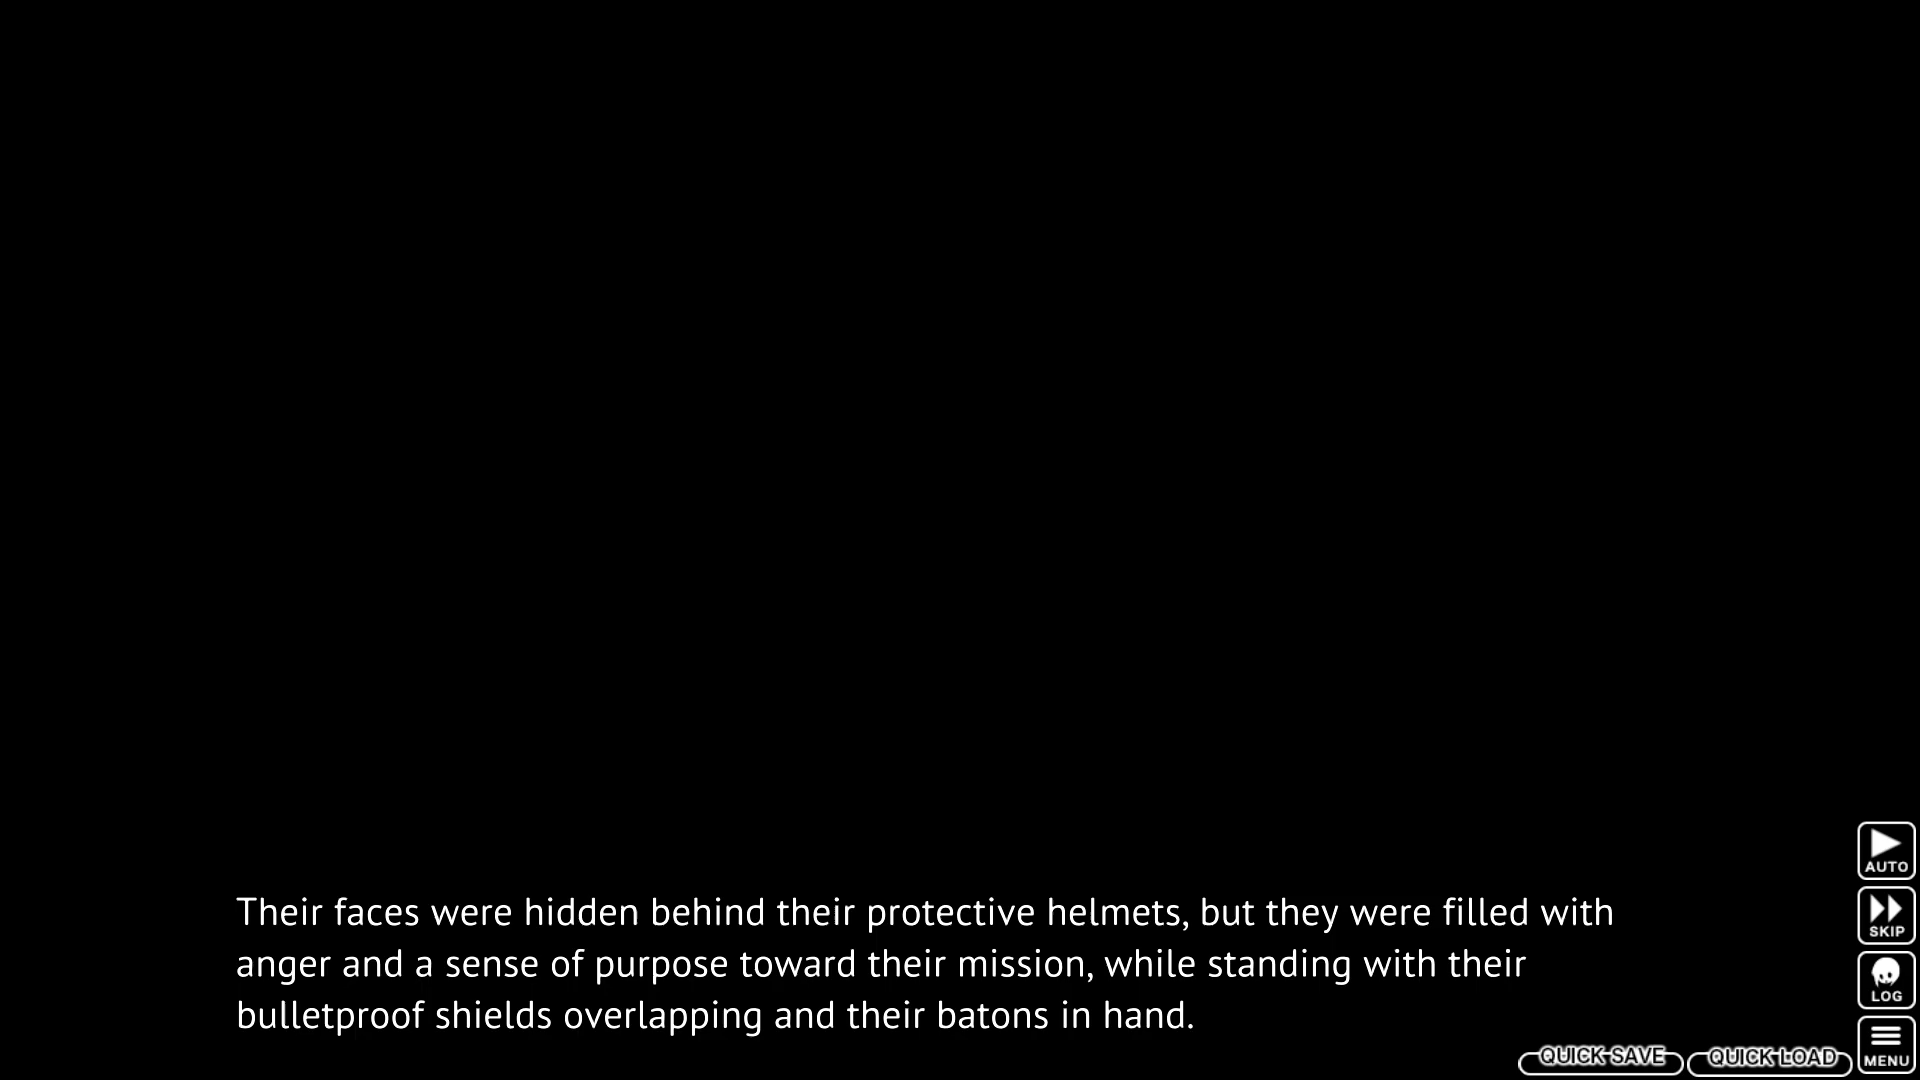 Their faces were hidden behind their protective helmets, but they were filled with
anger and a sense of purpose toward their mission, while standing with their
bulletproof shields overlapping and their batons in hand.
AUTO
SKIP
LOG
MENU
QUICK SAVE
QUICK LOAD